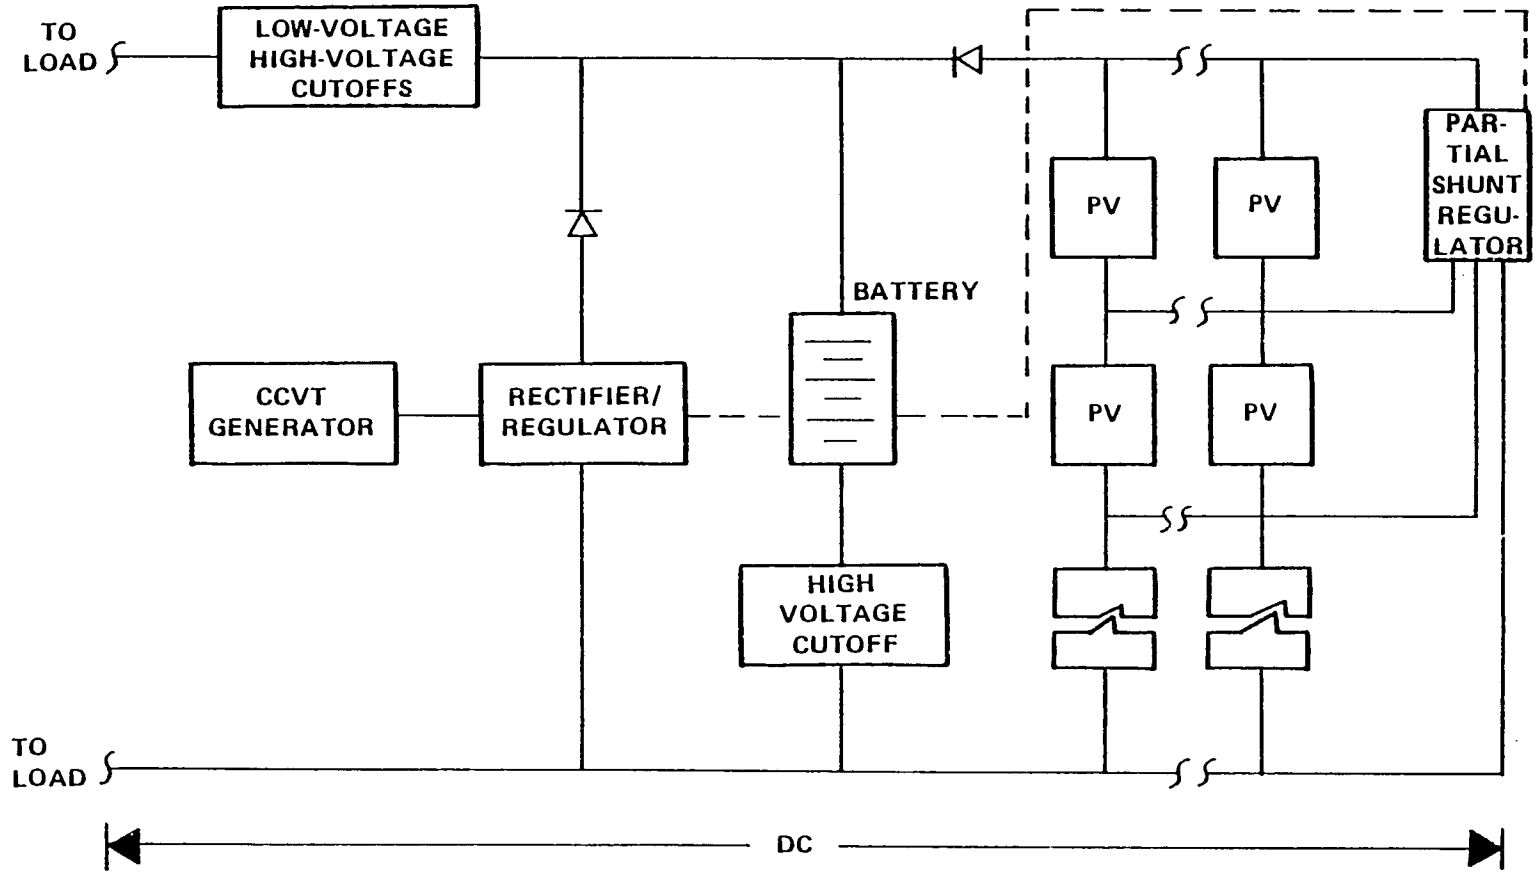 TO
LOAD
LOW-VOLTAGE
HIGH-VOLTAGE
CUTOFFS
PAR-
TIAL
SHUNT
REGU-
LATOR
PV
PV
BATTERY
CCVT
GENERATOR
RECTIFIER/
REGULATOR
PV
PV
HIGH
VOLTAGE
CUTOFF
TO
LOAD
DC